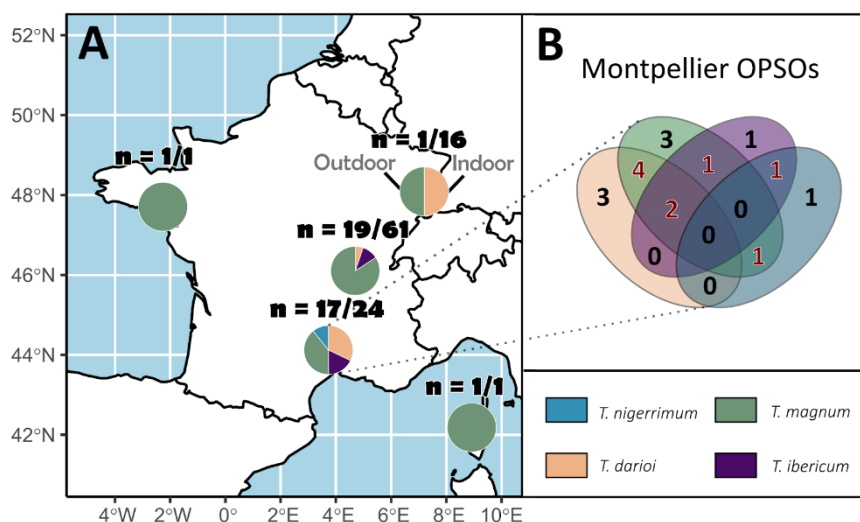 A
52°N
50°N
48°N
46°N
44°N
42°N
4°W
2°W
0°
2°E
4°E
6°E
8°E
10°E
n = 1/1
n = 1/16
Outdoor
Indoor
n = 19/61
n = 17/24
n = 1/1
B
Montpellier OPSOs
3
1
4
1
1
3
2
0
1
0
0
1
0
T. nigerrimum
T. magnum
T. darioi
T. ibericum